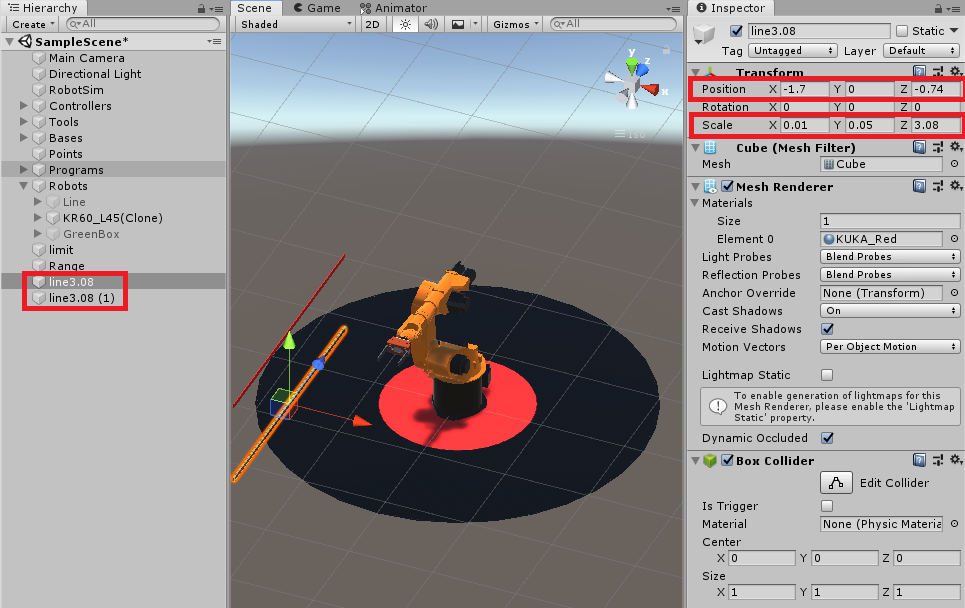 Hierarchy
Create
All
SampleScene*
Main Camera
Directional Light
RobotSim
Controllers
Tools
Bases
Points
Programs
Robots
Line
KR60_L45(Clone)
GreenBox
limit
Range
line3.08
line3.08 (1)
Scene
Game
Animator
Shaded
2D
Gizmos
All
y
z
x
Iso
Inspector
line3.08
Static
Tag Untagged Layer Default
Transform
Position X -1.7 Y 0 Z -0.74
Rotation X 0 Y 0 Z 0
Scale X 0.01 Y 0.05 Z 3.08
Cube (Mesh Filter)
Mesh Cube
Mesh Renderer
Materials
Size 1
Element 0 KUKA_Red
Light Probes Blend Probes
Reflection Probes Blend Probes
Anchor Override None (Transform)
Cast Shadows On
Receive Shadows
Motion Vectors Per Object Motion
Lightmap Static
To enable generation of lightmaps for this
Mesh Renderer, please enable the 'Lightmap
Static' property.
Dynamic Occluded
Box Collider
Edit Collider
Is Trigger
Material None (Physic Materia
Center
X 0 Y 0 Z 0
Size
X 1 Y 1 Z 1